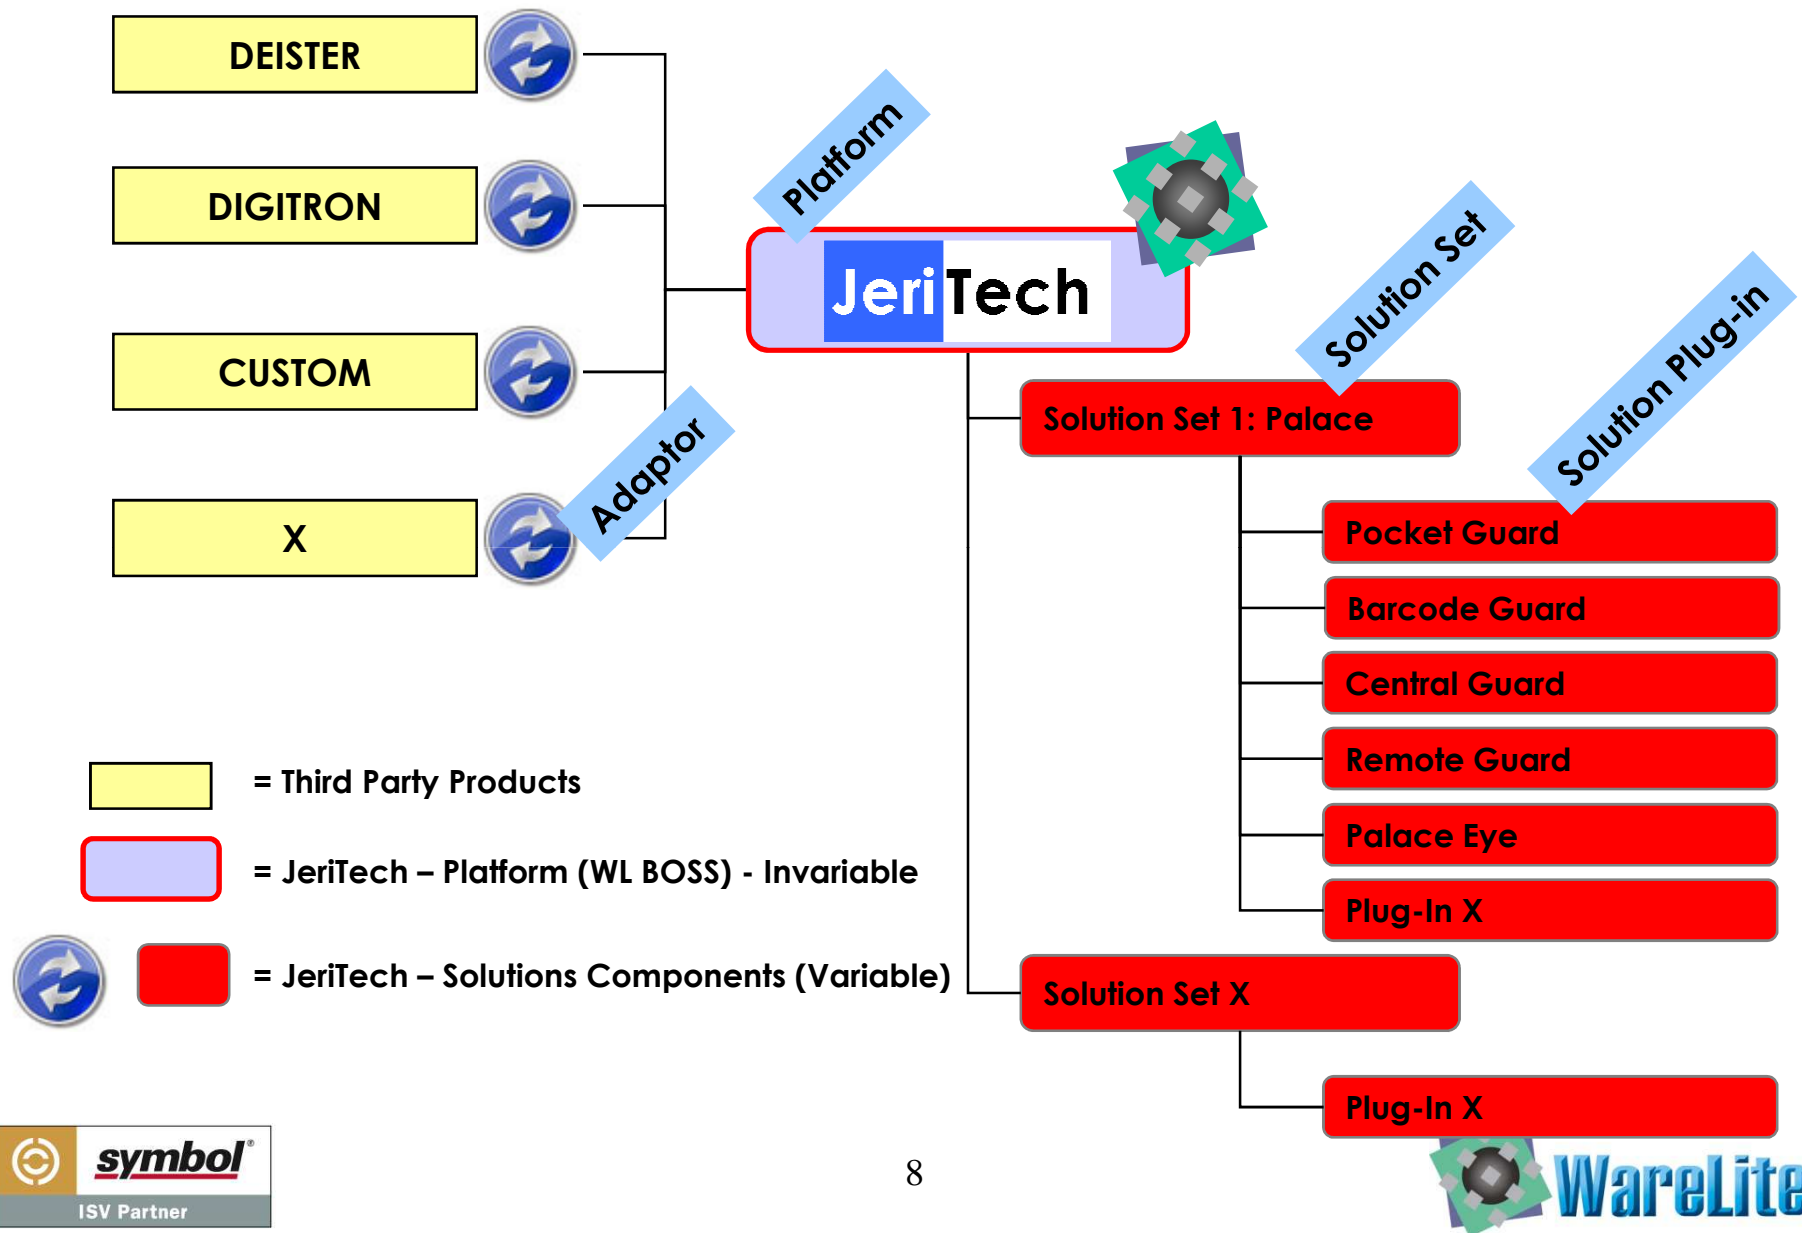 DEISTER
DIGITRON
CUSTOM
X
Adaptor
Platform
JeriTech
Solution Set
Solution Plug-in
Solution Set 1: Palace
Pocket Guard
Barcode Guard
Central Guard
Remote Guard
Palace Eye
Plug-In X
Solution Set X
Plug-In X
= Third Party Products
= JeriTech – Platform (WL BOSS) - Invariable
= JeriTech – Solutions Components (Variable)
symbol®
ISV Partner
8
WareLite